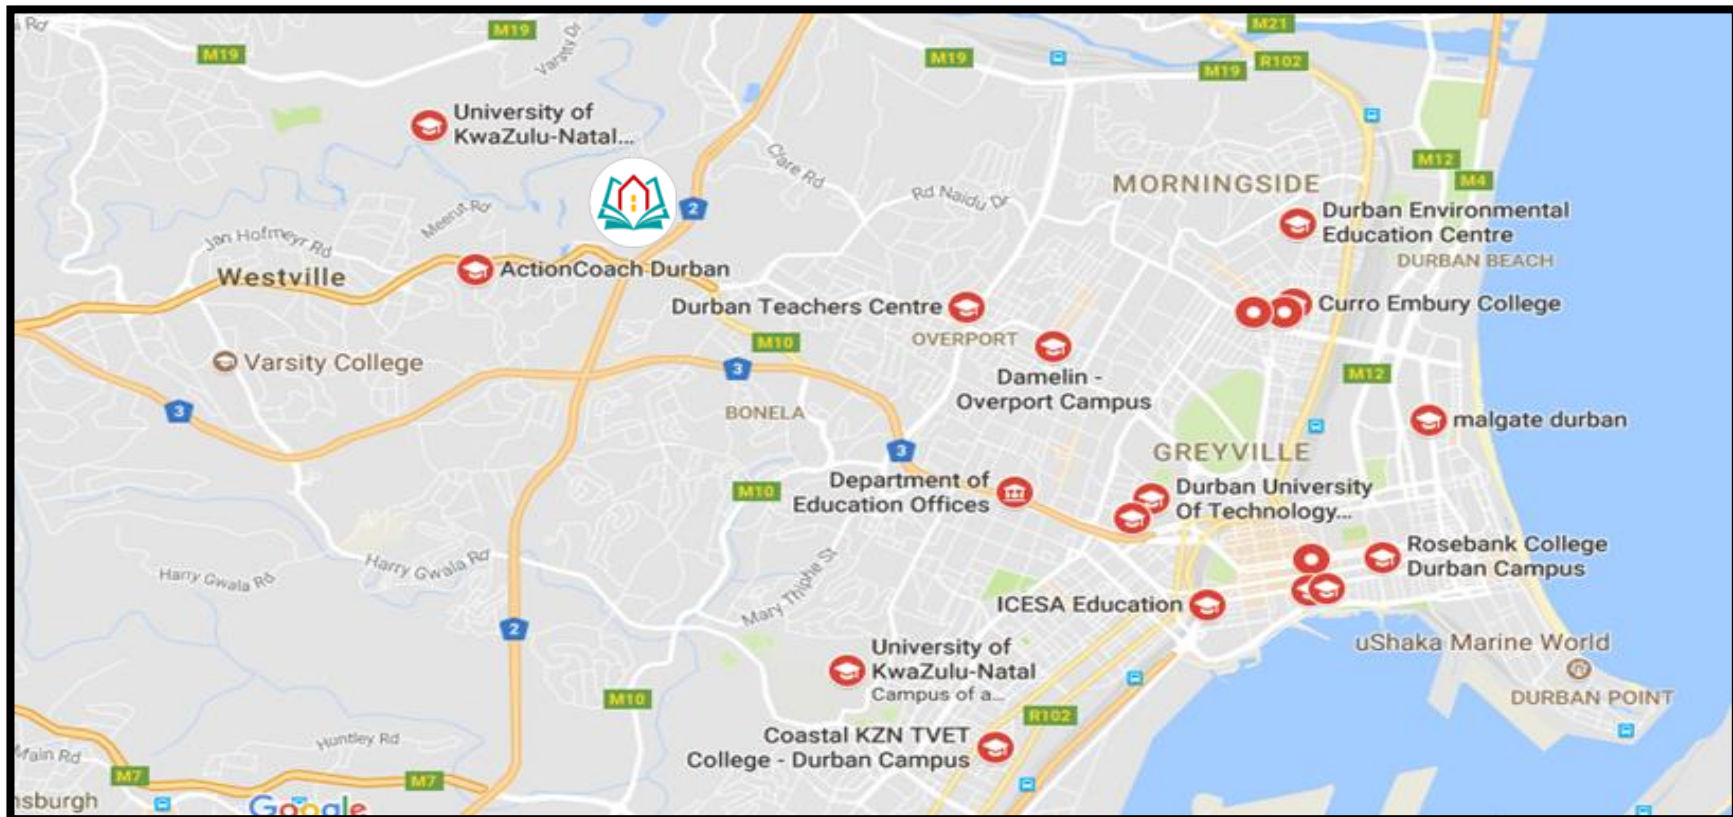 M19
M21
M19
Varsity Dr
M19
M19
R102
University of
KwaZulu-Natal...
Clare Rd
M12
M4
MORNINGSIDE
Rd Naidu Dr
2
Meerut Rd
Jan Hofmeyr Rd
Durban Environmental
Education Centre
DURBAN BEACH
Westville
ActionCoach Durban
Durban Teachers Centre
Curro Embury College
OVERPORT
M10
Varsity College
3
M12
Damelin -
Overport Campus
3
BONELA
malgate durban
3
GREYVILLE
Department of
Education Offices
M10
Durban University
Of Technology...
Harry Gwala Rd
Harry Gwala Rd
Mary Thiphe St
Rosebank College
Durban Campus
ICESA Education
2
University of
KwaZulu-Natal
Campus of a...
uShaka Marine World
DURBAN POINT
M10
R102
Huntley Rd
Coastal KZN TVET
College - Durban Campus
Main Rd
M7
M7
nsburgh
Google